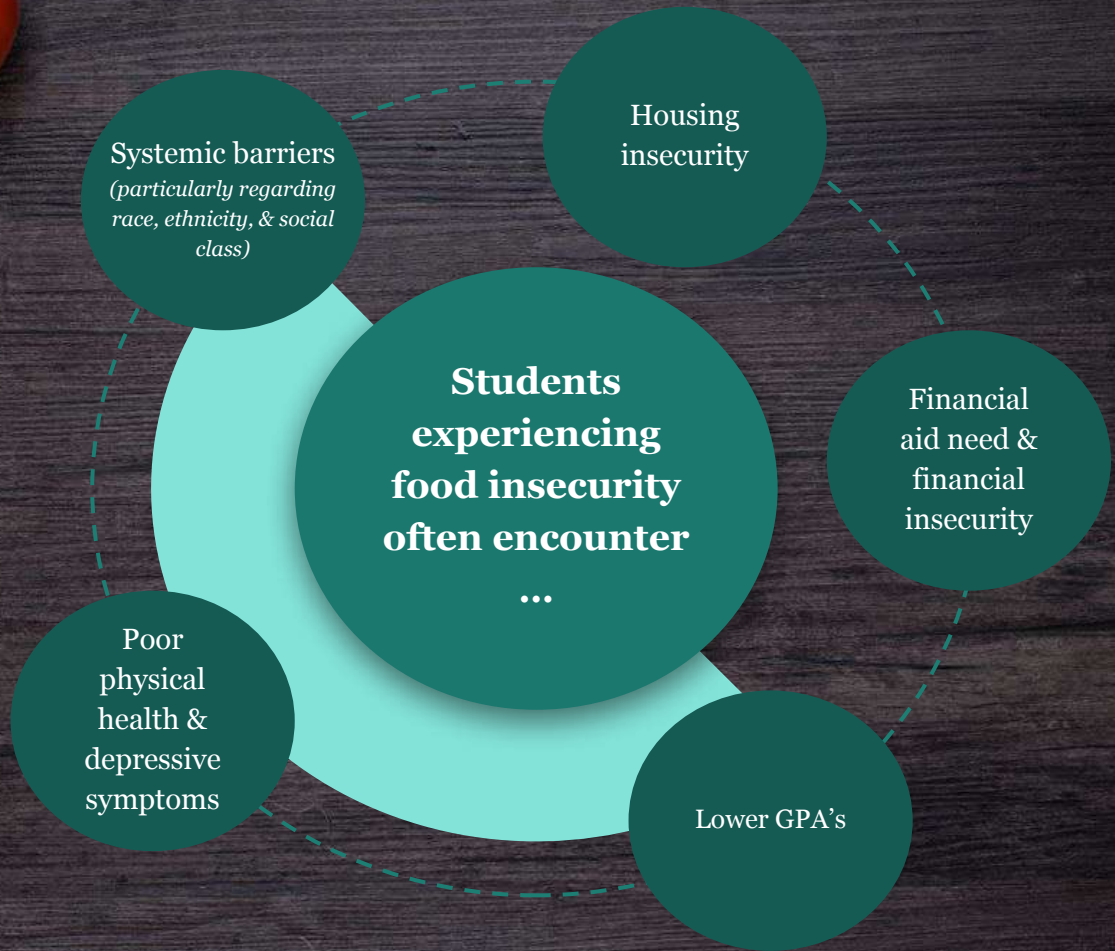 Housing
insecurity
Systemic barriers
(particularly regarding
race, ethnicity, & social
class)
Students
experiencing
food insecurity
often encounter
...
Financial
aid need &
financial
insecurity
Poor
physical
health &
depressive
symptoms
Lower GPA’s